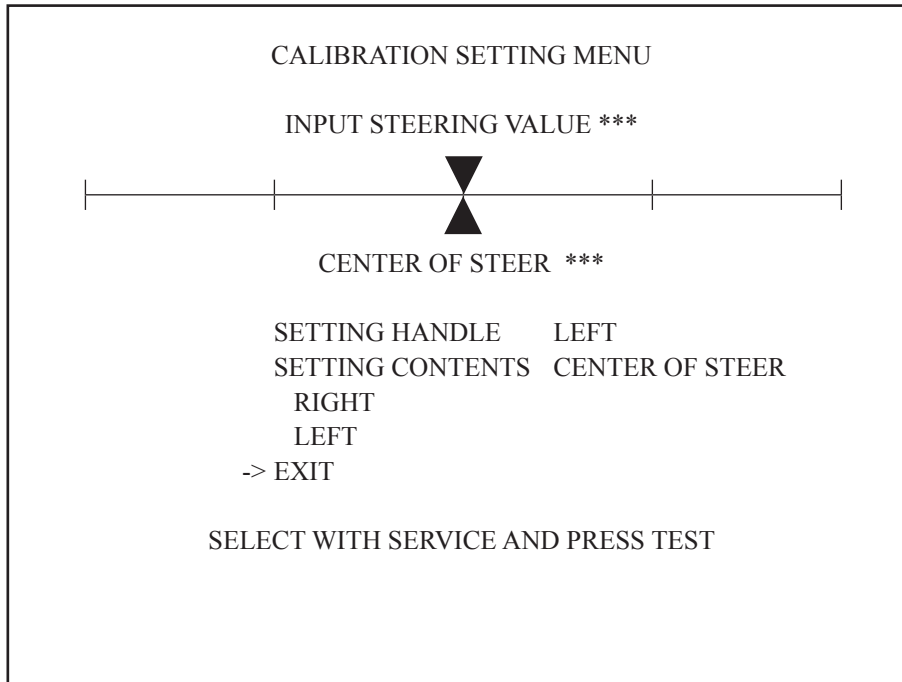 CALIBRATION SETTING MENU
INPUT STEERING VALUE ***
CENTER OF STEER ***
SETTING HANDLE LEFT
SETTING CONTENTS CENTER OF STEER
RIGHT
LEFT
-> EXIT
SELECT WITH SERVICE AND PRESS TEST